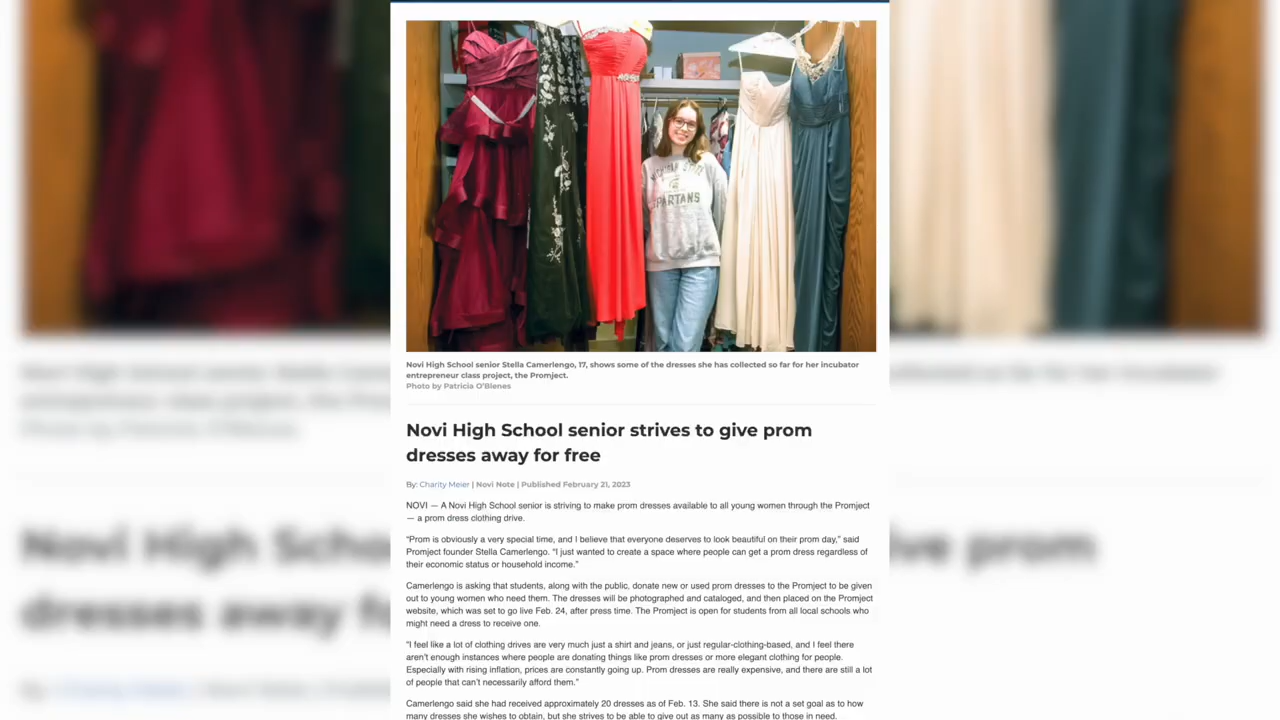 MICHIGAN STATE
SPARTANS
Novi High School senior Stella Camerlengo, 17, shows some of the dresses she has collected so far for her incubator
entrepreneur class project, the Promject.
Photo by Patricia O’Blenes
Novi High School senior strives to give prom
dresses away for free
By: Charity Meier | Novi Note | Published February 21, 2023
NOVI — A Novi High School senior is striving to make prom dresses available to all young women through the Promject
— a prom dress clothing drive.
“Prom is obviously a very special time, and I believe that everyone deserves to look beautiful on their prom day,” said
Promject founder Stella Camerlengo. “I just wanted to create a space where people can get a prom dress regardless of
their economic status or household income.”
Camerlengo is asking that students, along with the public, donate new or used prom dresses to the Promject to be given
out to young women who need them. The dresses will be photographed and cataloged, and then placed on the Promject
website, which was set to go live Feb. 24, after press time. The Promject is open for students from all local schools who
might need a dress to receive one.
“I feel like a lot of clothing drives are very much just a shirt and jeans, or just regular-clothing-based, and I feel there
aren’t enough instances where people are donating things like prom dresses or more elegant clothing for people.
Especially with rising inflation, prices are constantly going up. Prom dresses are really expensive, and there are still a lot
of people that can’t necessarily afford them.”
Camerlengo said she had received approximately 20 dresses as of Feb. 13. She said there is not a set goal as to how
many dresses she wishes to obtain, but she strives to be able to give out as many as possible to those in need.